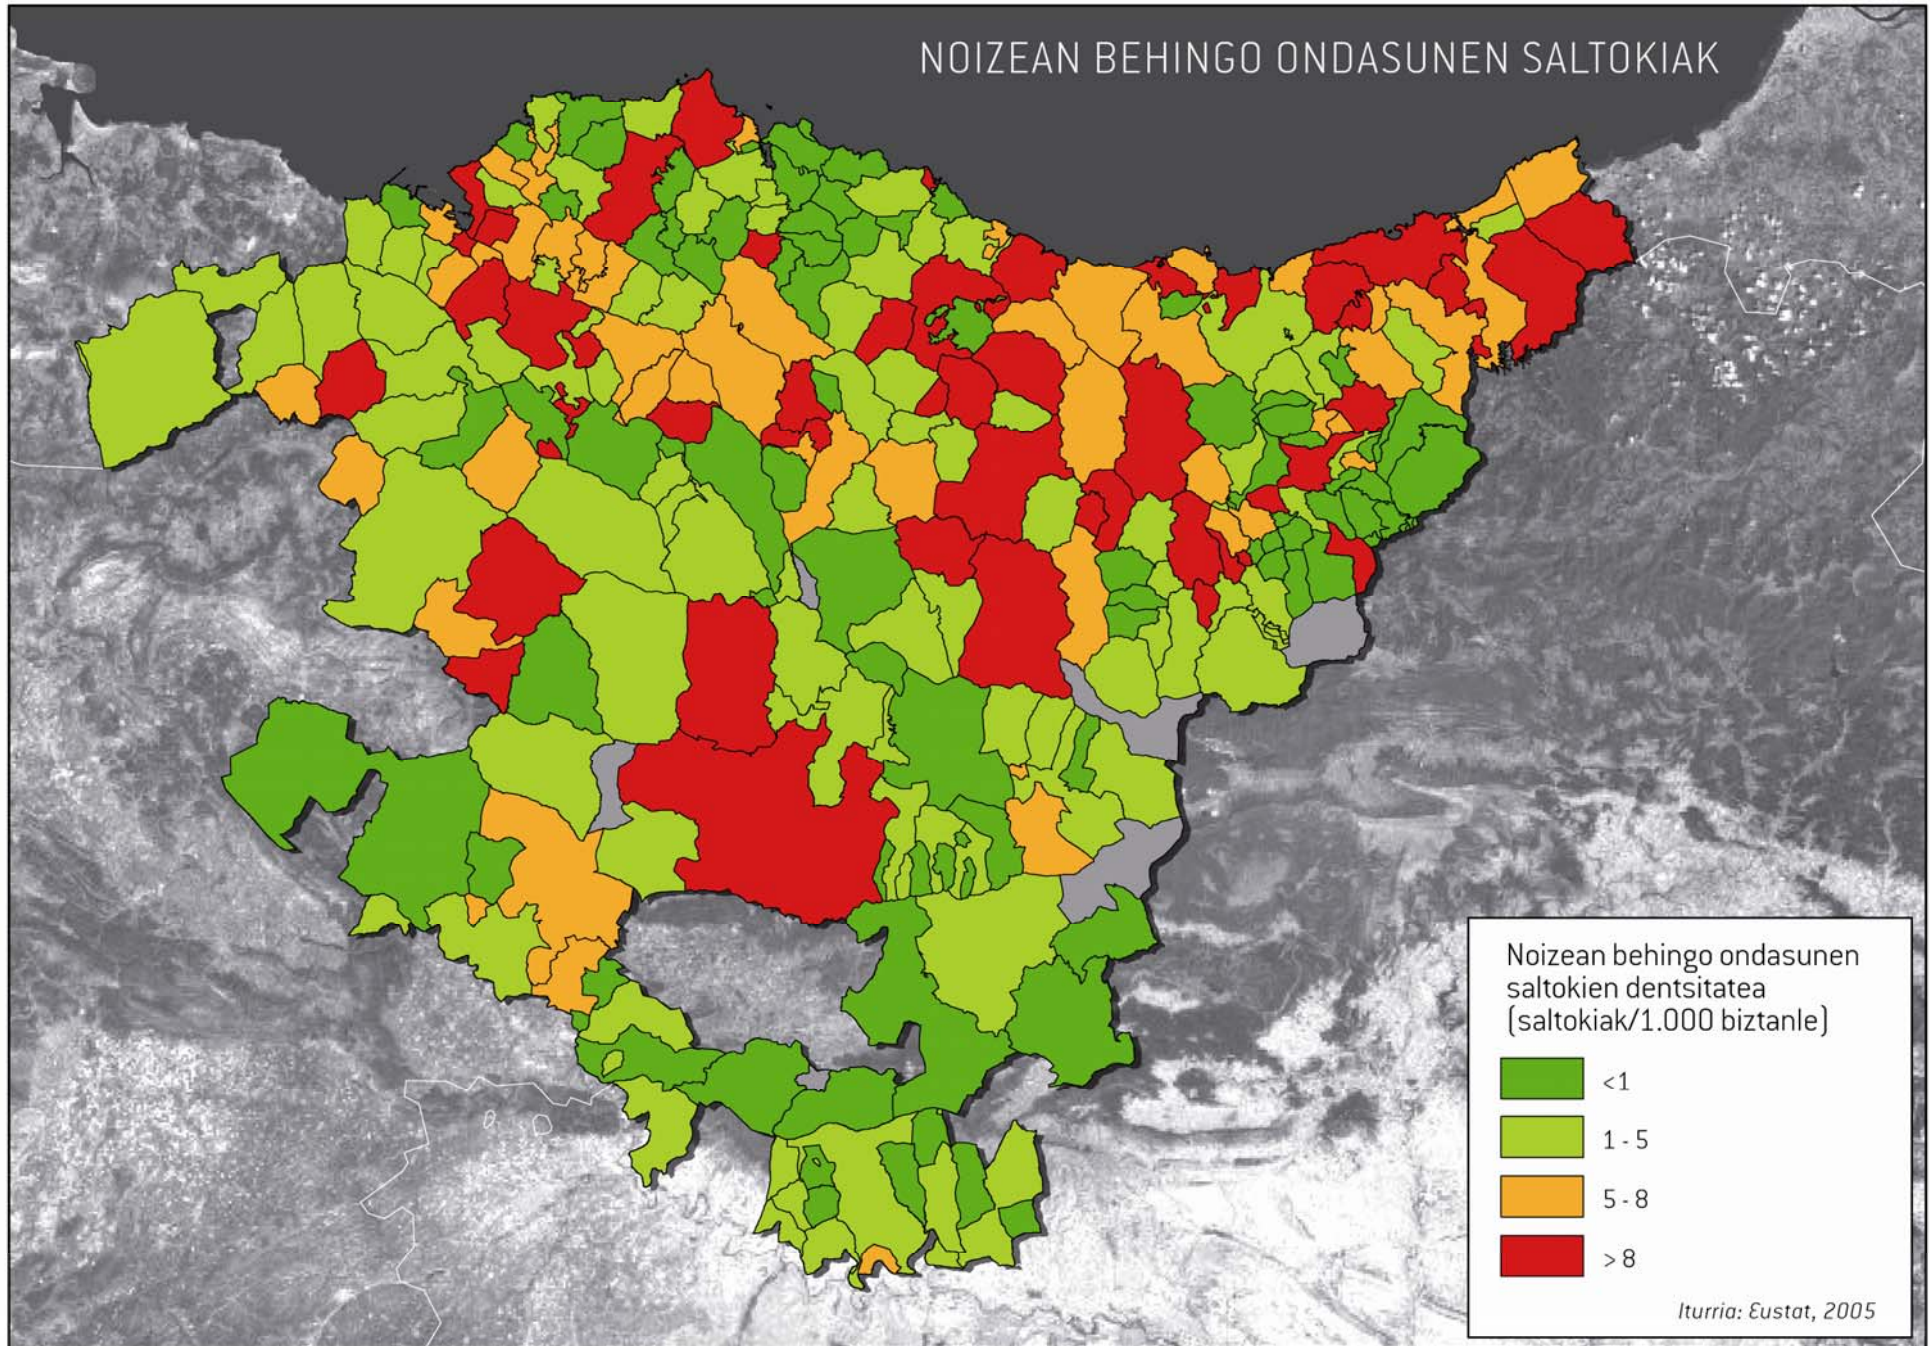 NOIZEAN BEHINGO ONDASUNEN SALTOKIAK
Noizean behingo ondasunen
saltokien dentsitatea
(saltokiak/1.000 biztanle)
<1
1 - 5
5 - 8
> 8
Iturria: Eustat, 2005